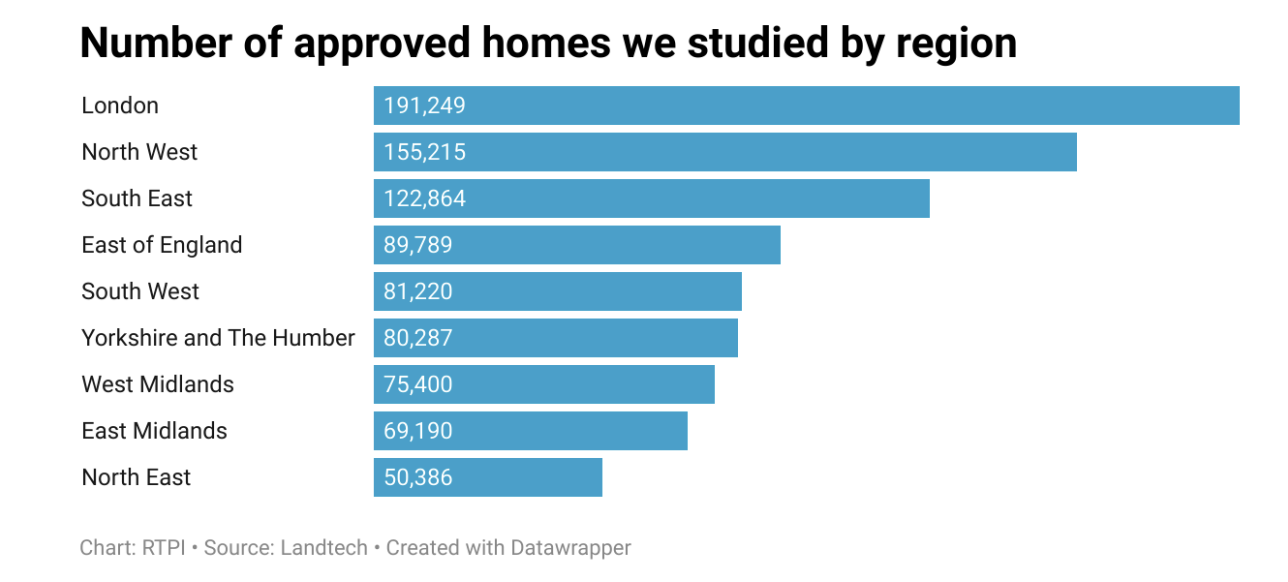 Number of approved homes we studied by region
London 191,249
North West 155,215
South East 122,864
East of England 89,789
South West 81,220
Yorkshire and The Humber 80,287
West Midlands 75,400
East Midlands 69,190
North East 50,386
Chart: RTPI • Source: Landtech • Created with Datawrapper